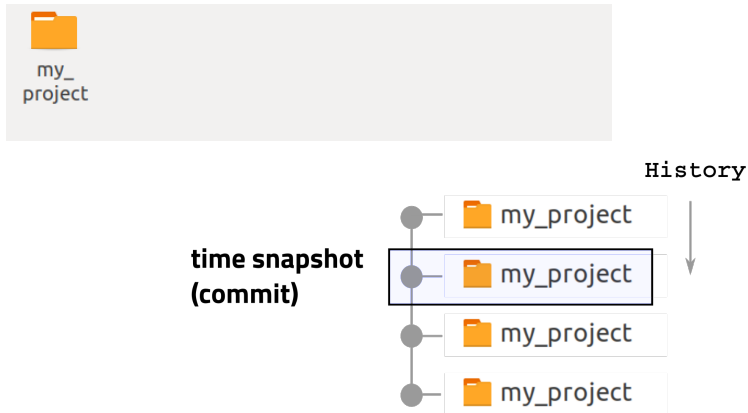 my_
project
History
my_project
time snapshot
(commit)
my_project
my_project
my_project